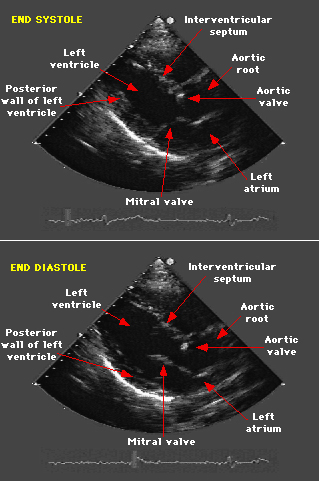 END SYSTOLE
Interventricular
septum
Left
ventricle
Aortic
root
Posterior
wall of left
ventricle
Aortic
valve
Left
atrium
Mitral valve
END DIASTOLE
Interventricular
septum
Left
ventricle
Aortic
root
Posterior
wall of left
ventricle
Aortic
valve
Left
atrium
Mitral valve